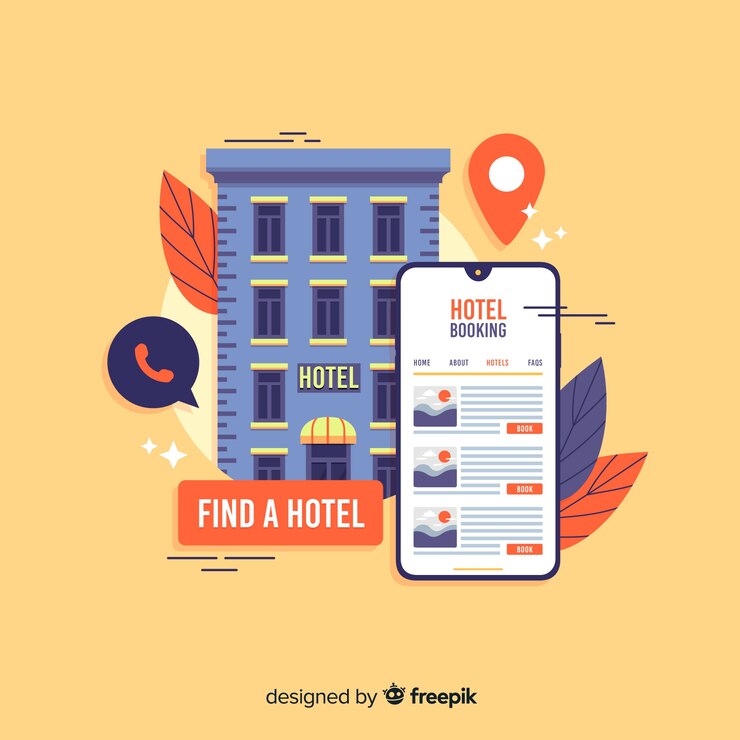 HOTEL
BOOKING
HOME ABOUT HOTELS FAQS
HOTEL
BOOK
BOOK
FIND A HOTEL
BOOK
designed by freepik